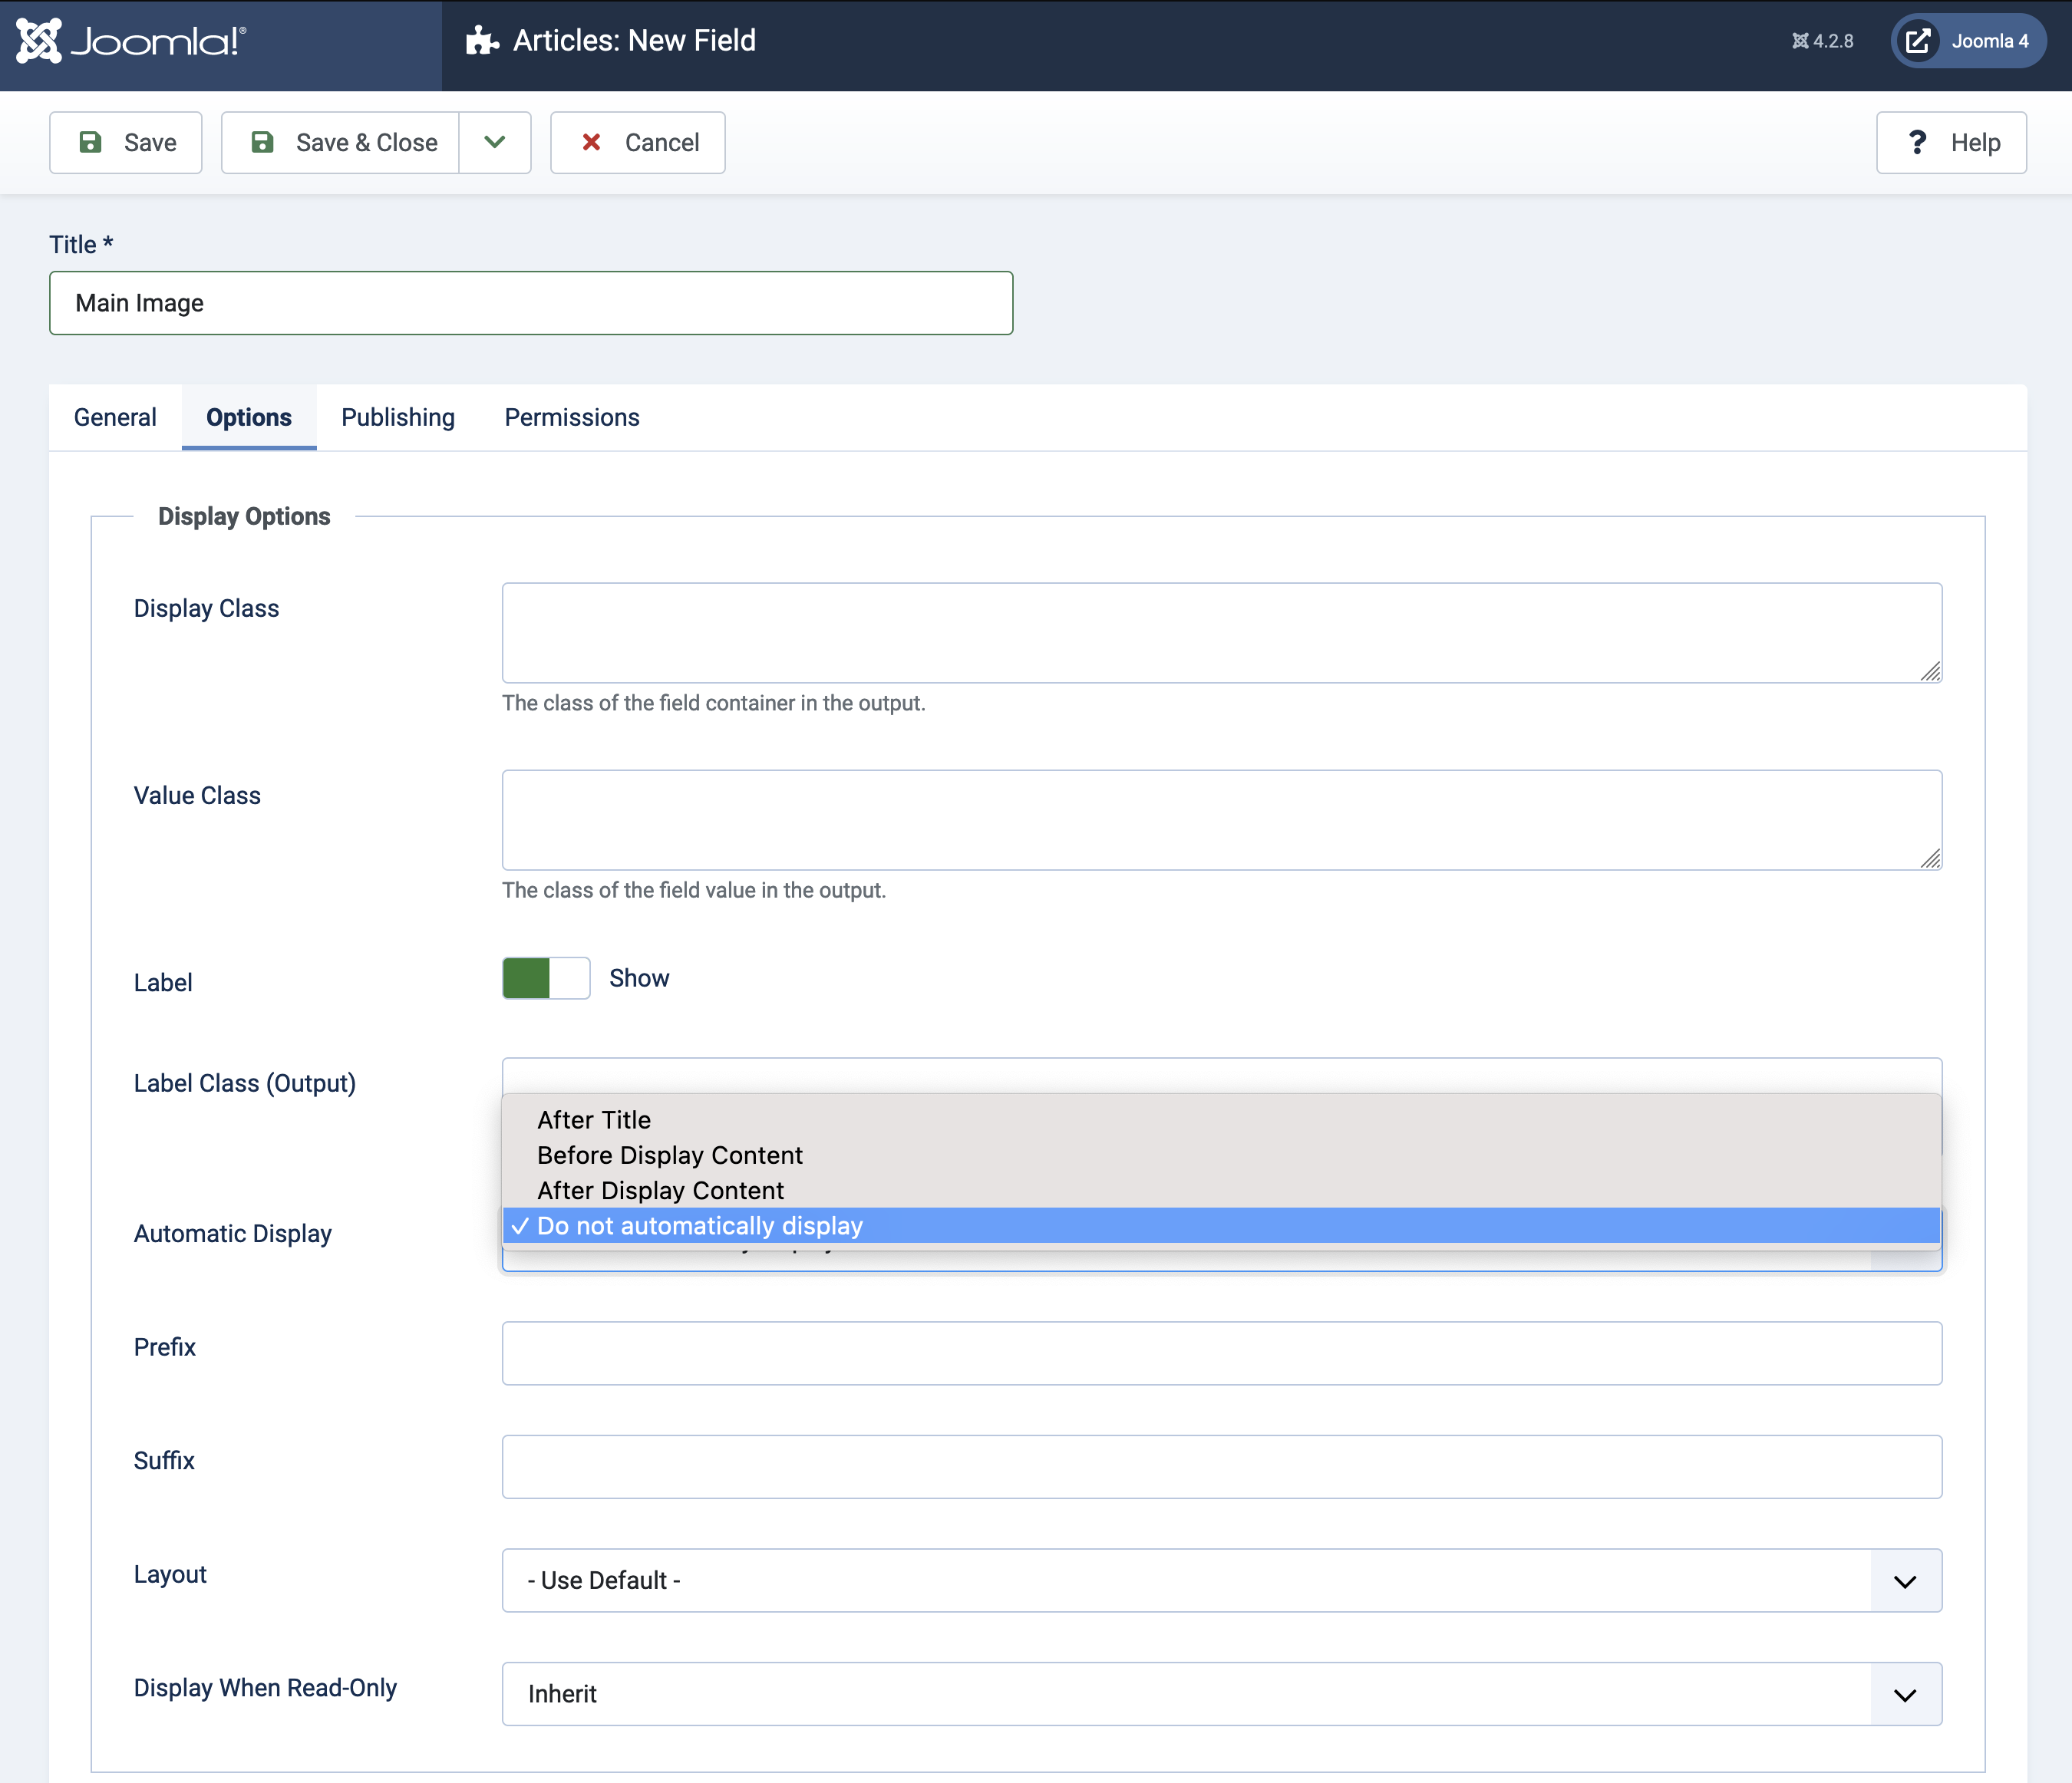 Joomla!®
Articles: New Field
4.2.8
Joomla 4
Save
Save & Close
Cancel
? Help
Title *
Main Image
General
Options
Publishing
Permissions
Display Options
Display Class
The class of the field container in the output.
Value Class
The class of the field value in the output.
Label
Show
Label Class (Output)
After Title
Before Display Content
After Display Content
Automatic Display
✓ Do not automatically display
Prefix
Suffix
Layout
- Use Default -
Display When Read-Only
Inherit